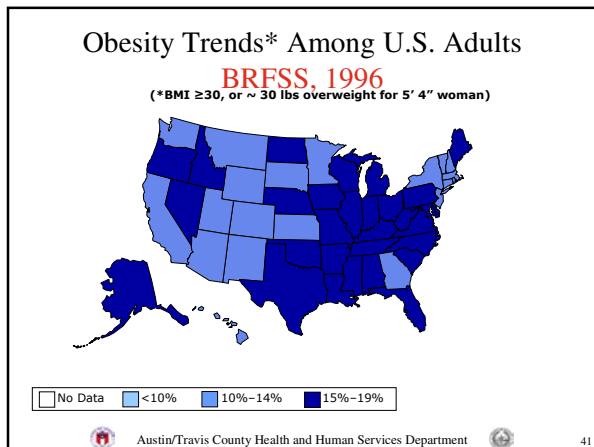 Obesity Trends* Among U.S. Adults
BRFSS, 1996
(*BMI ≥30, or ~ 30 lbs overweight for 5’ 4” woman)
No Data <10% 10%–14% 15%–19%
Austin/Travis County Health and Human Services Department 41